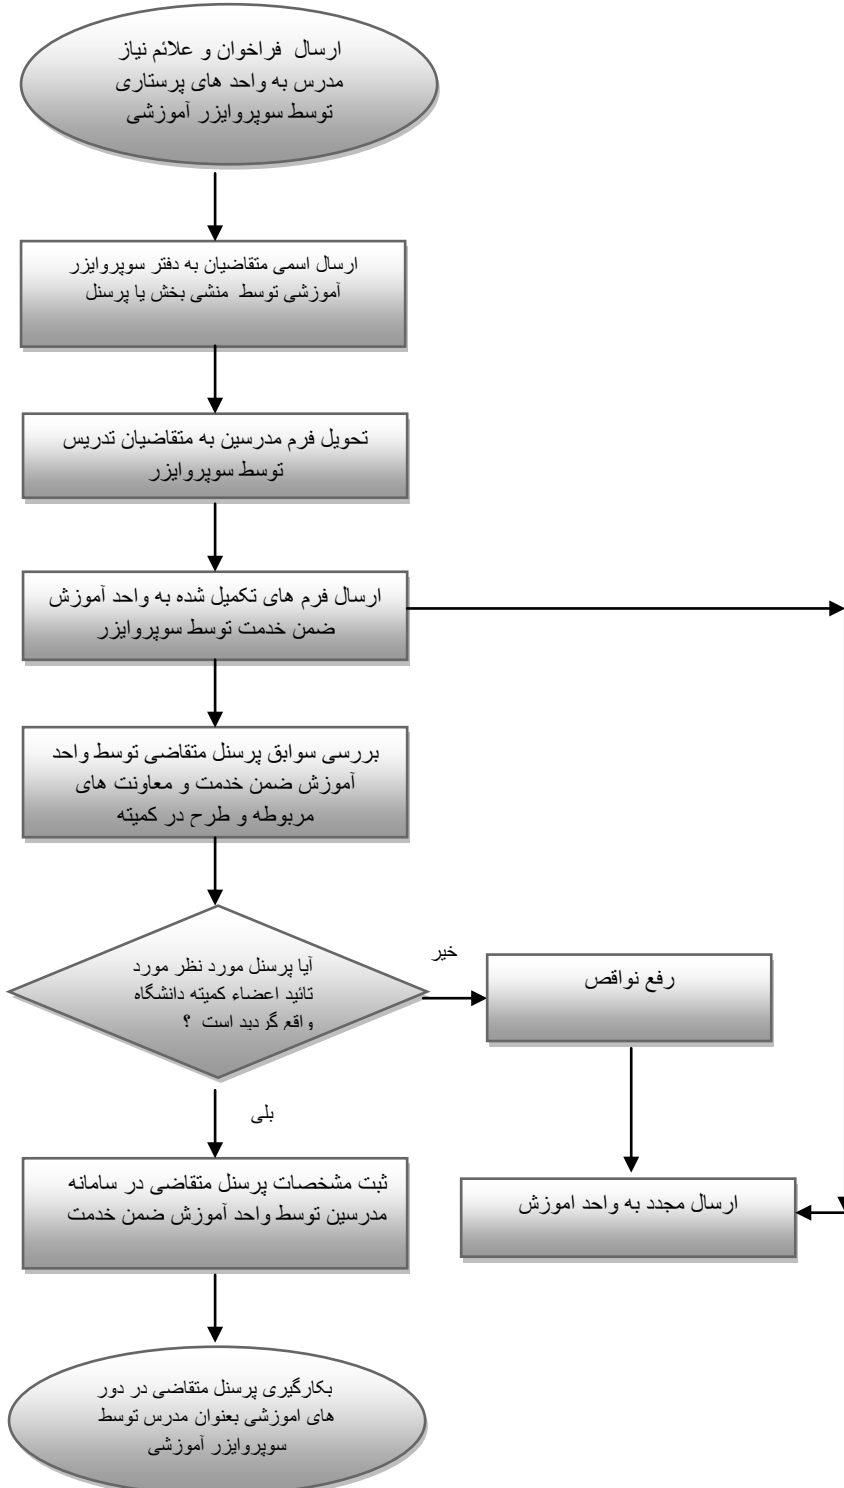 ارسال فراخوان و علائم نیاز
مدرس به واحد های پرستاری
توسط سوپروایزر آموزشی
ارسال اسمی متقاضیان به دفتر سوپروایزر
آموزشی توسط منشی بخش یا پرسنل
تحویل فرم مدرسین به متقاضیان تدریس
توسط سوپروایزر
ارسال فرم های تکمیل شده به واحد آموزش
ضمن خدمت توسط سوپروایزر
بررسی سوابق پرسنل متقاضی توسط واحد
آموزش ضمن خدمت و معاونت های
مربوطه و طرح در کمیته
آیا پرسنل مورد نظر مورد
تائید اعضاء کمیته دانشگاه
واقع گردید است ؟
خیر
رفع نواقص
بلی
ارسال مجدد به واحد اموزش
ثبت مشخصات پرسنل متقاضی در سامانه
مدرسین توسط واحد آموزش ضمن خدمت
بکارگیری پرسنل متقاضی در دور
های اموزشی بعنوان مدرس توسط
سوپروایزر آموزشی